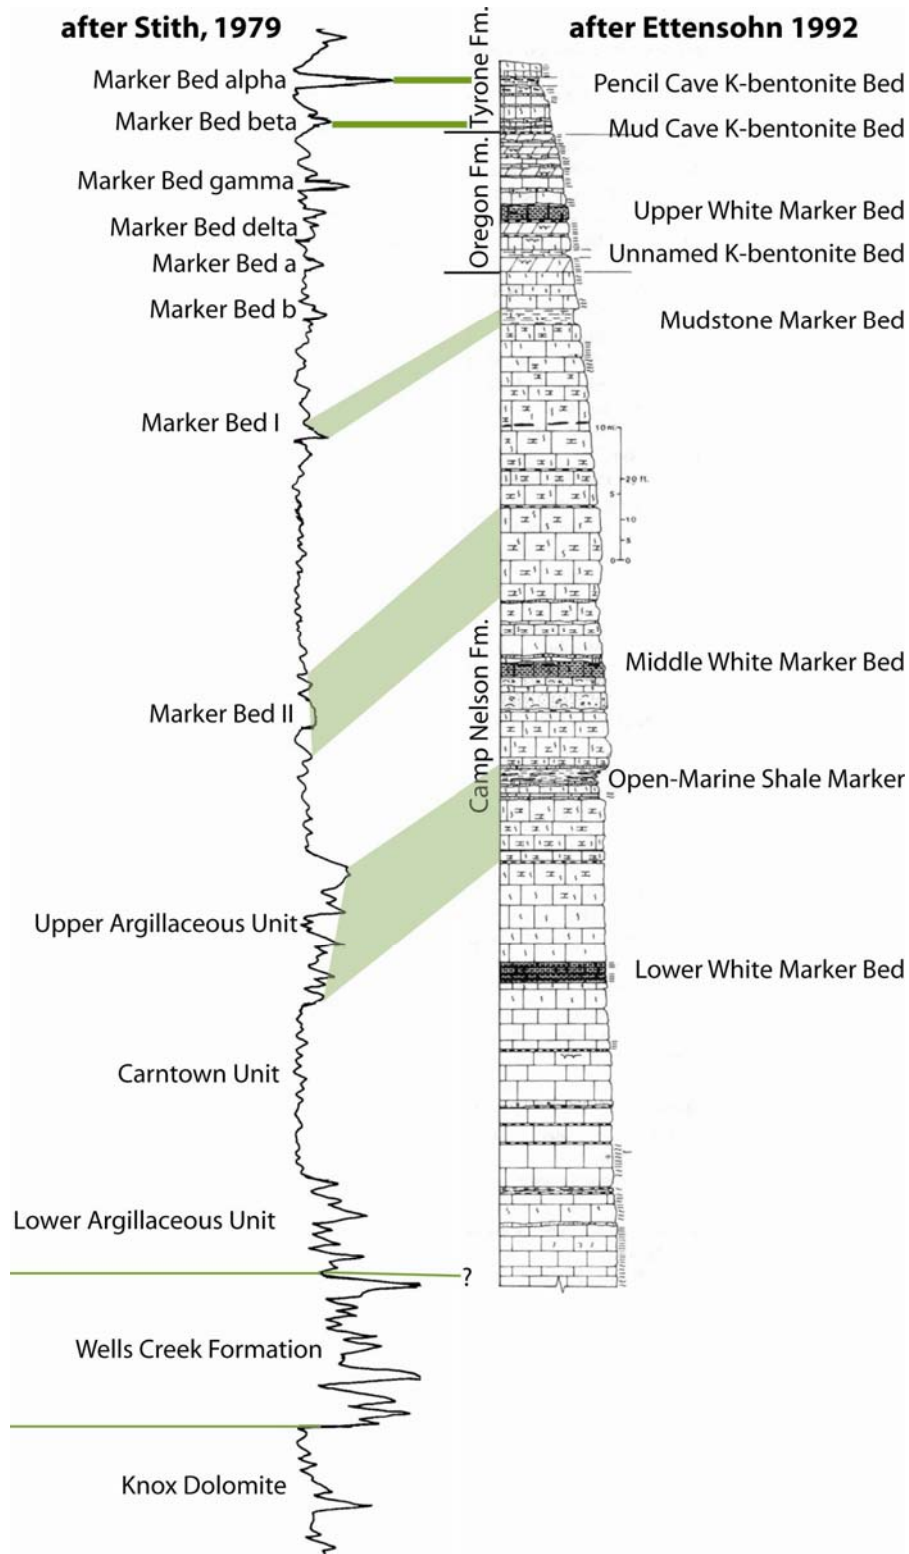 after Stith, 1979
after Ettensohn 1992
Marker Bed alpha
Marker Bed beta
Marker Bed gamma
Marker Bed delta
Marker Bed a
Marker Bed b
Marker Bed I
Marker Bed II
Upper Argillaceous Unit
Carntown Unit
Lower Argillaceous Unit
?
Wells Creek Formation
Knox Dolomite
Tyrone Fm.
Oregon Fm.
Camp Nelson Fm.
Pencil Cave K-bentonite Bed
Mud Cave K-bentonite Bed
Upper White Marker Bed
Unnamed K-bentonite Bed
Mudstone Marker Bed
20 ft.
5
10
5
0 0
Middle White Marker Bed
Open-Marine Shale Marker
Lower White Marker Bed